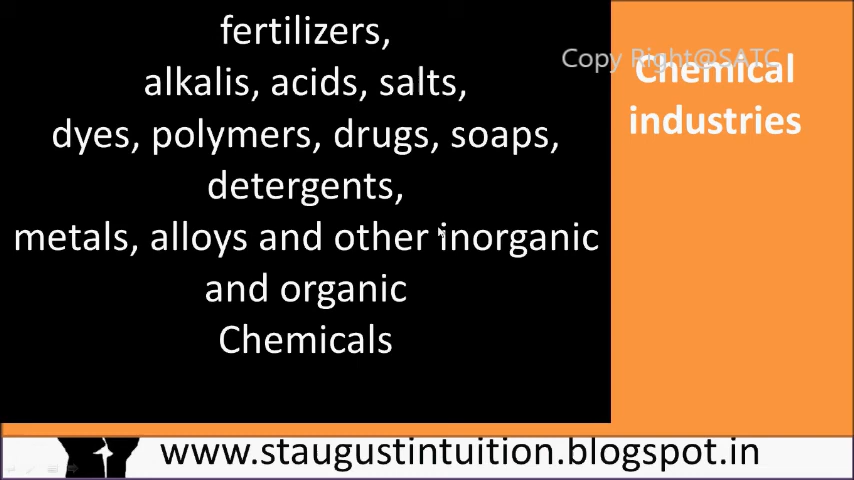 fertilizers,
alkalis, acids, salts,
dyes, polymers, drugs, soaps,
detergents,
metals, alloys and other inorganic
and organic
Chemicals
Copy Right@SATC
Chemical
industries
www.staugustintuition.blogspot.in